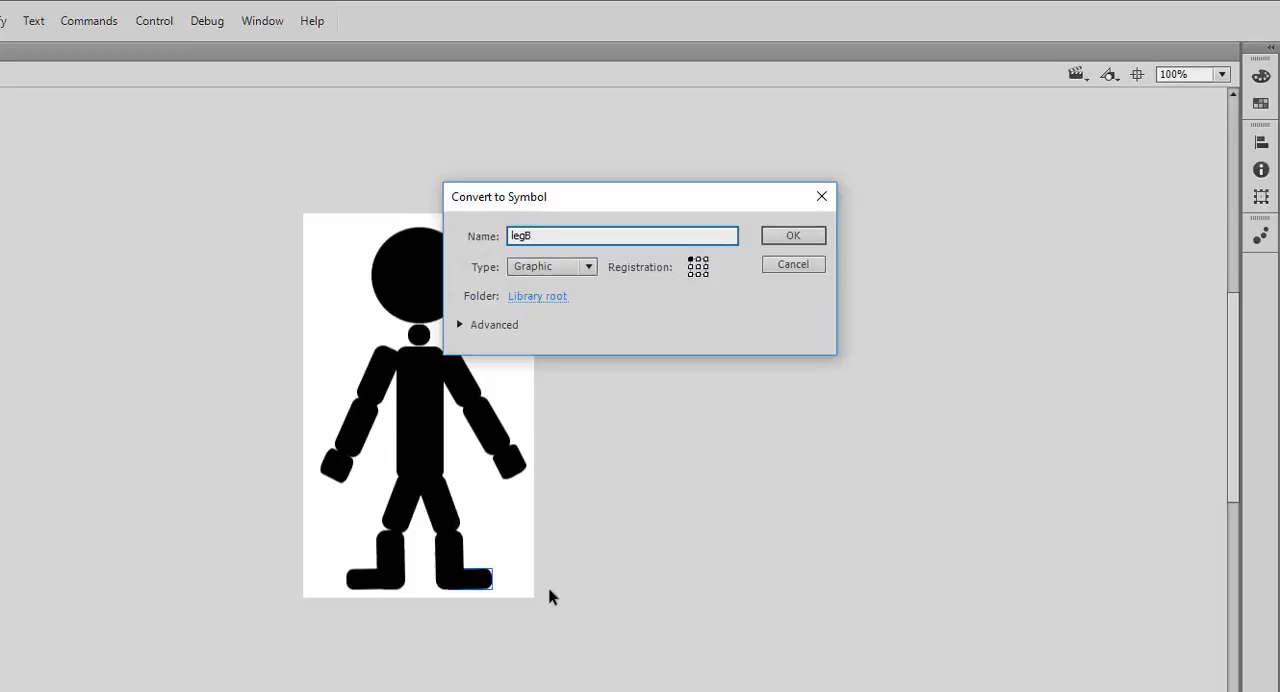 fy Text Commands Control Debug Window Help
100%
Convert to Symbol
Name: legB
OK
Type: Graphic Registration:
Cancel
Folder: Library root
Advanced